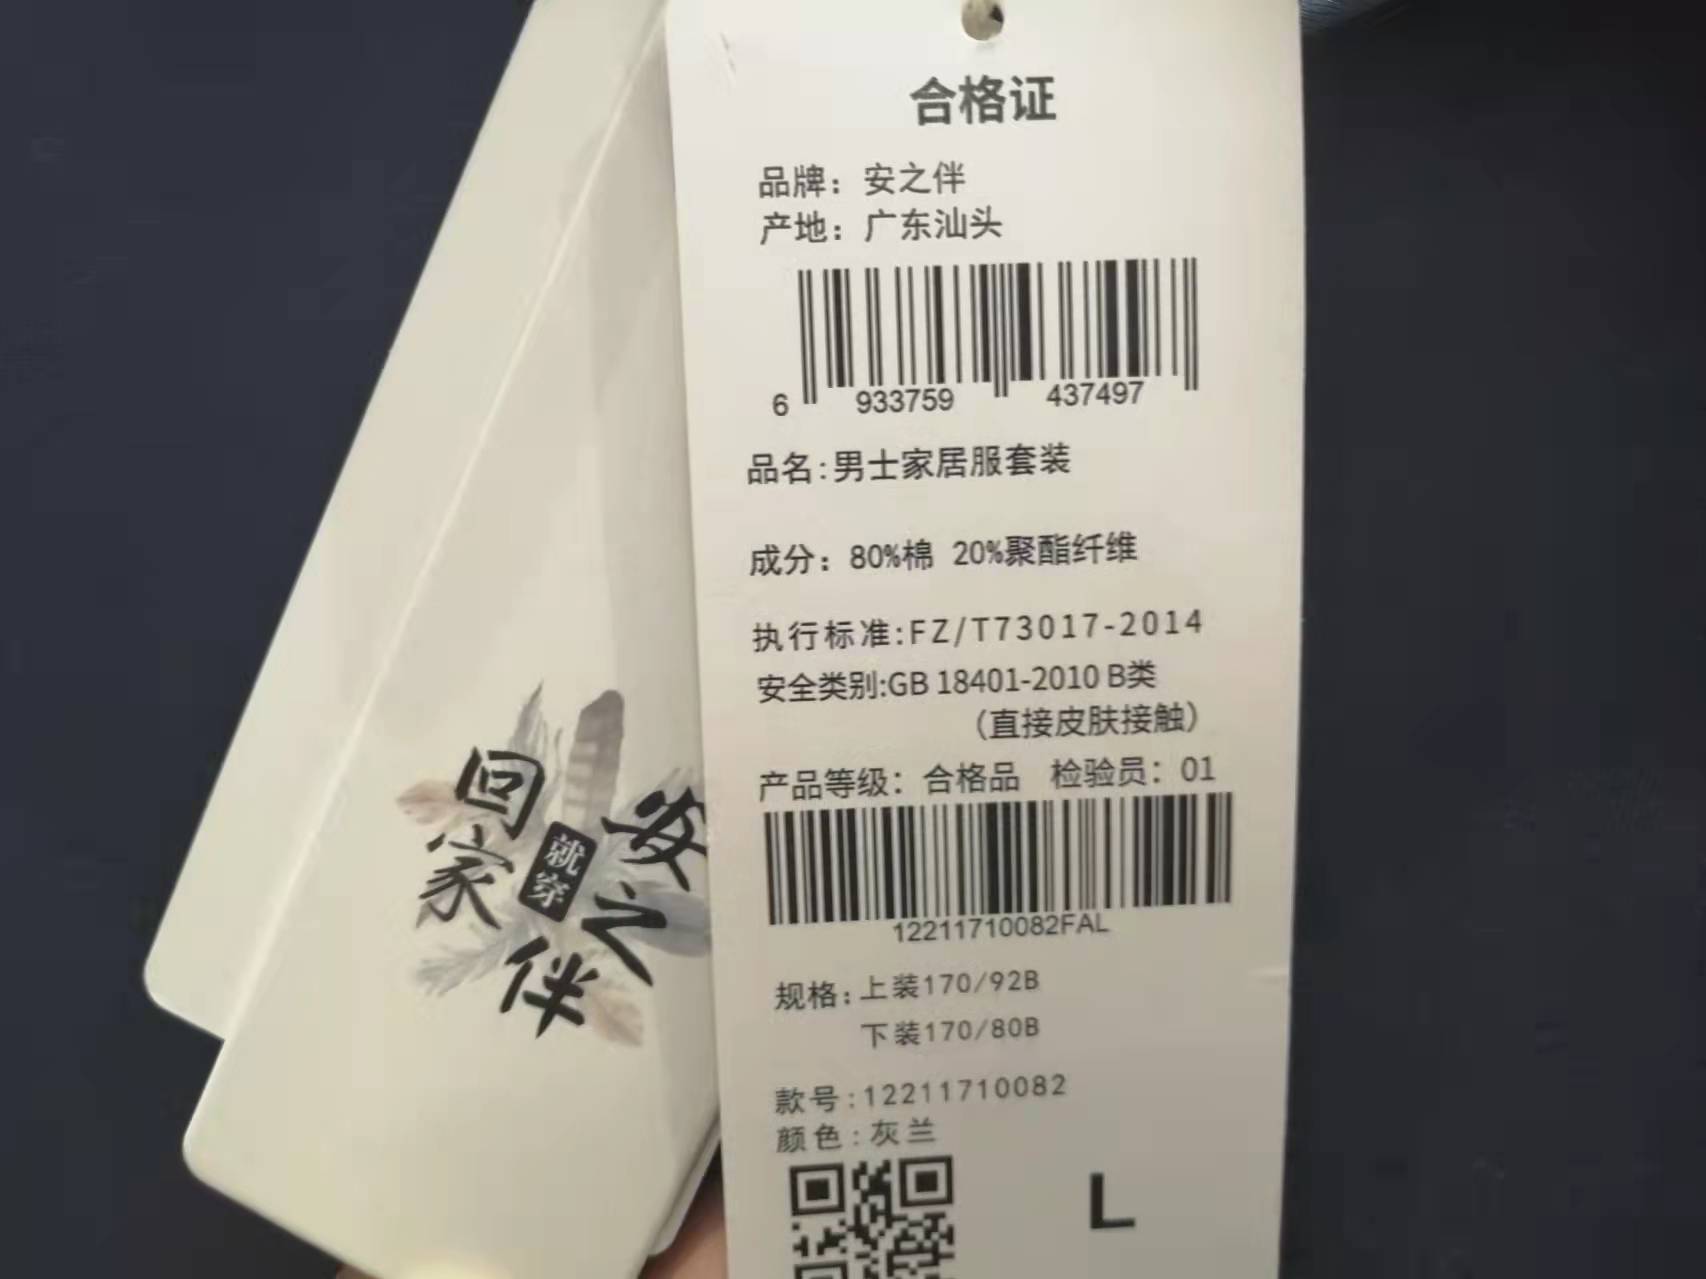 合格证
品牌：安之伴
产地：广东汕头
6 933759 437497
品名:男士家居服套装
成分：80%棉 20%聚酯纤维
执行标准:FZ/T73017-2014
安全类别:GB 18401-2010 B类
（直接皮肤接触）
产品等级：合格品 检验员：01
12211710082FAL
规格:上装170/92B
下装170/80B
款号:12211710082
颜色:灰兰
L
回家
就穿
安之伴